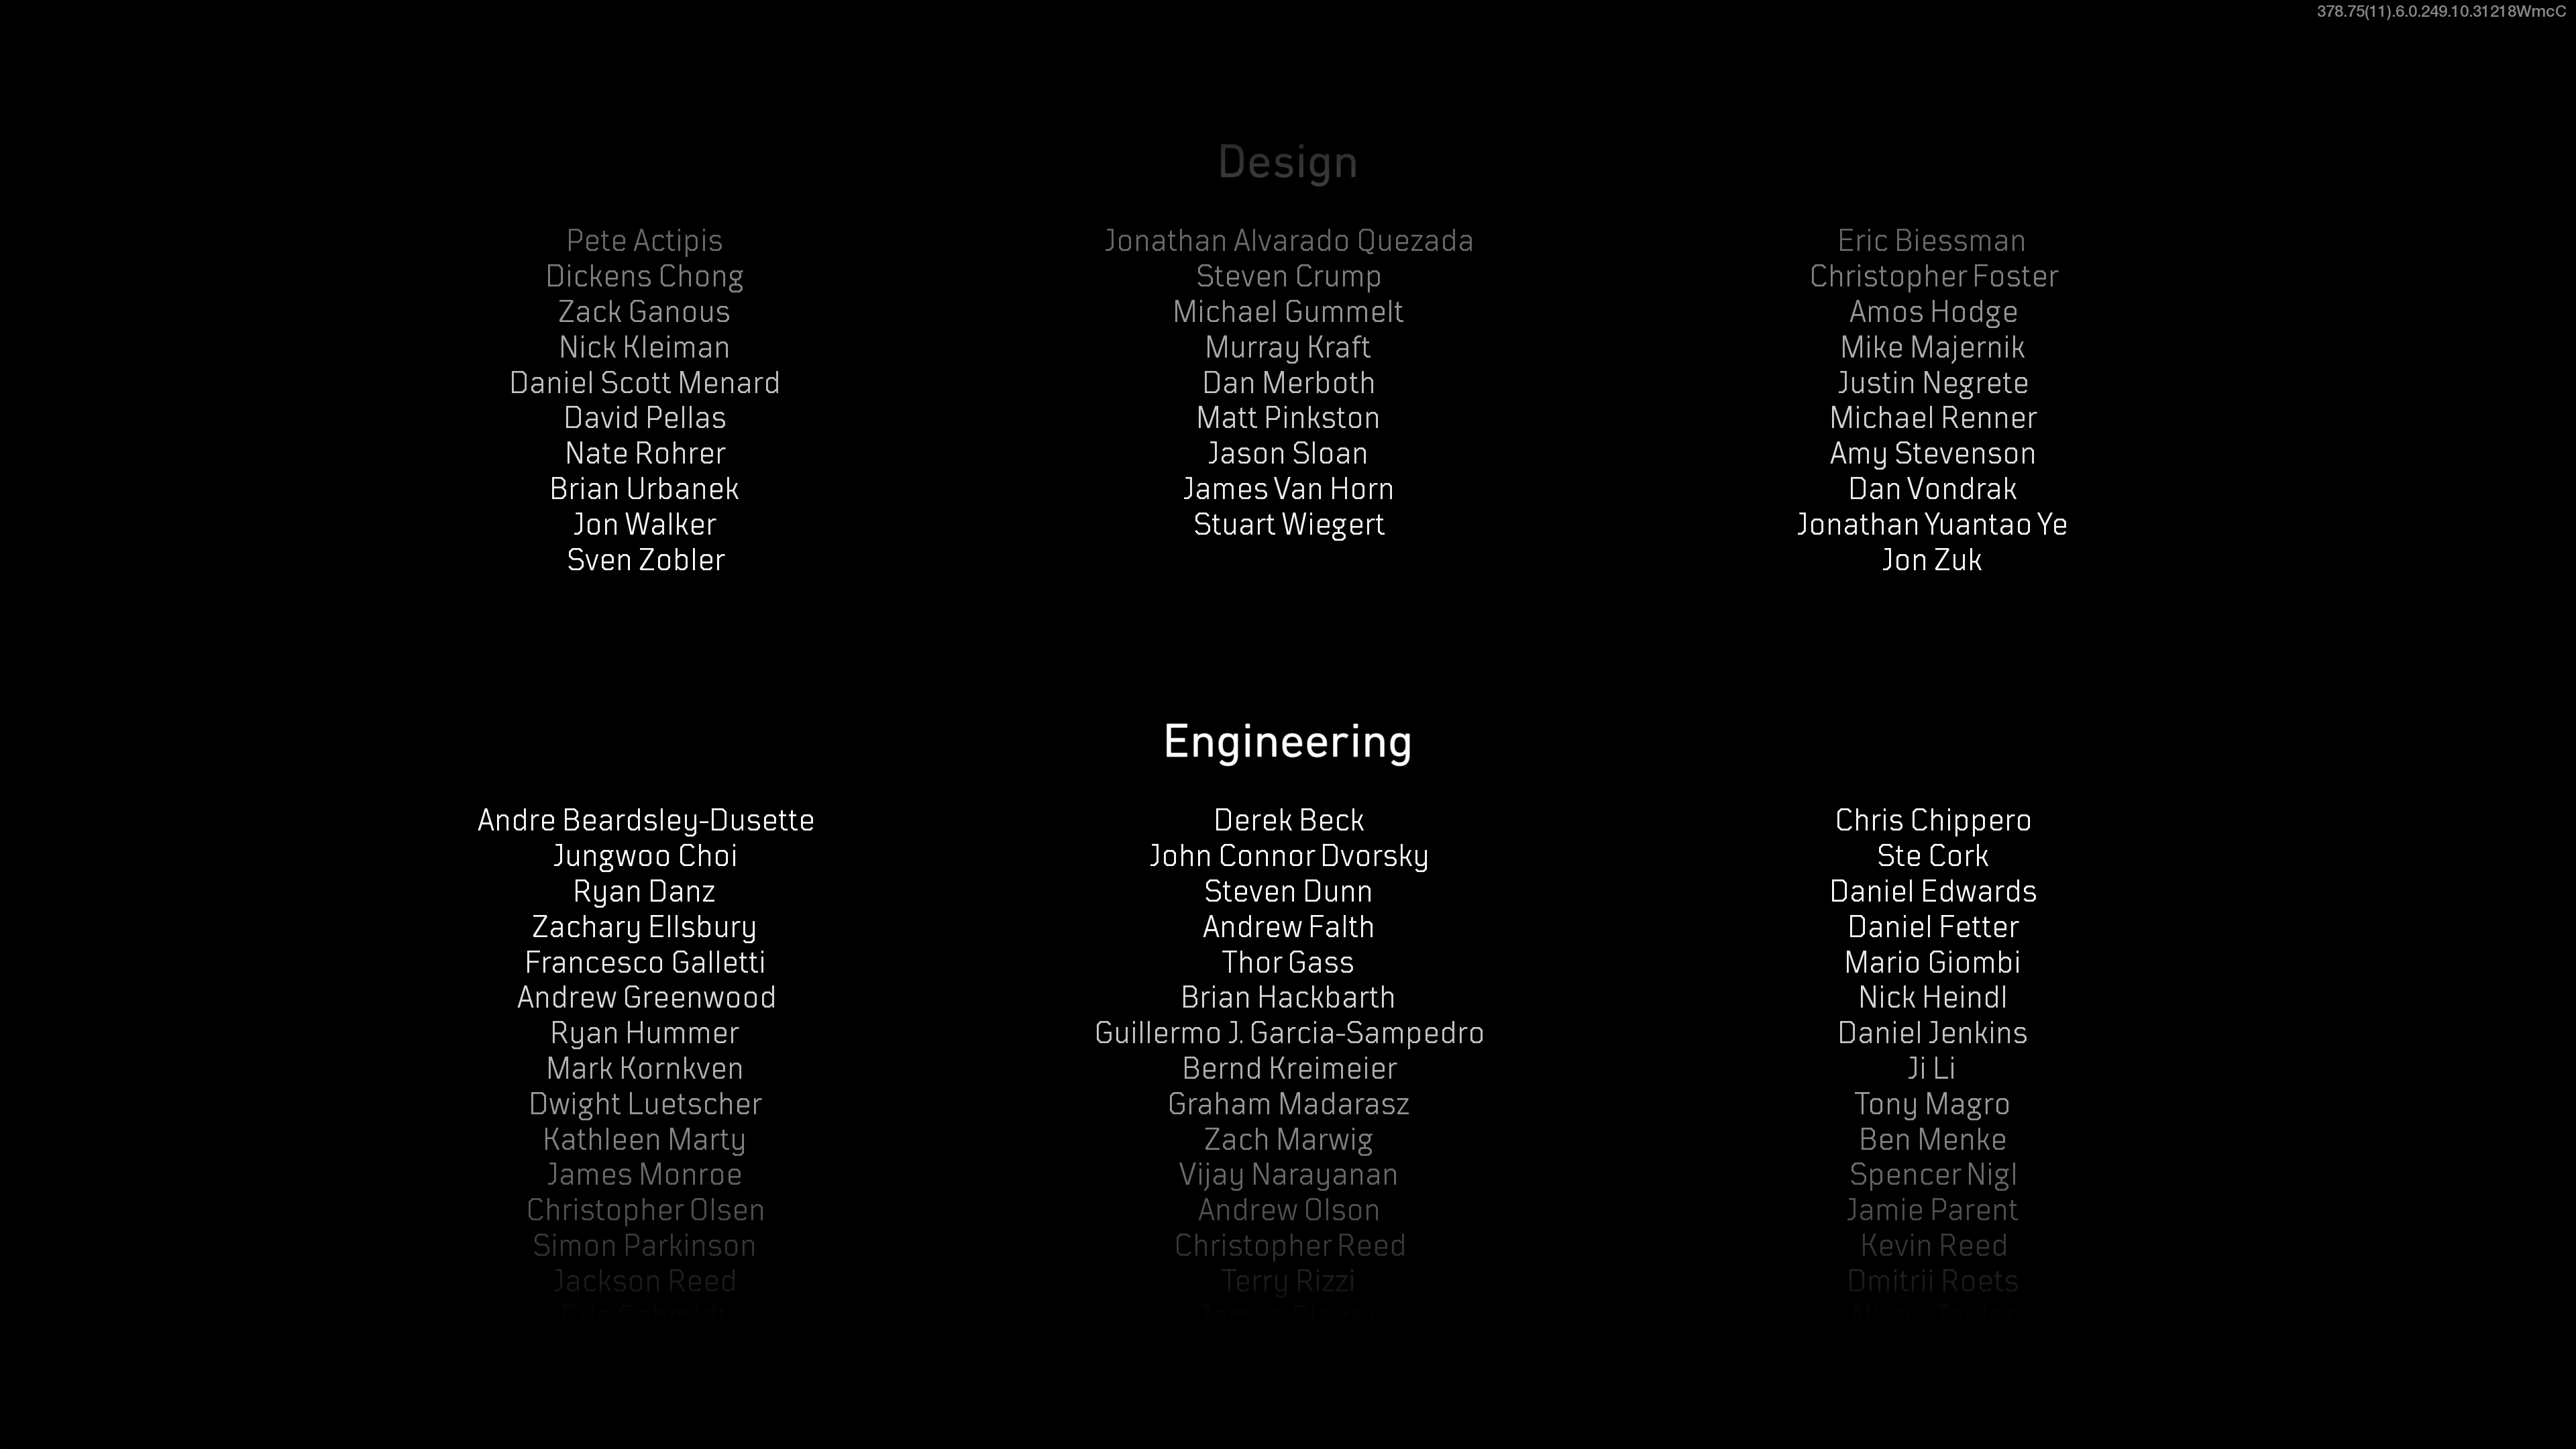 378.75(11).6.0.249.10.31218WmcC
Design
Pete Actipis
Dickens Chong
Zack Ganous
Nick Kleiman
Daniel Scott Menard
David Pellas
Nate Rohrer
Brian Urbanek
Jon Walker
Sven Zobler
Jonathan Alvarado Quezada
Steven Crump
Michael Gummelt
Murray Kraft
Dan Merboth
Matt Pinkston
Jason Sloan
James Van Horn
Stuart Wiegert
Eric Biessman
Christopher Foster
Amos Hodge
Mike Majernik
Justin Negrete
Michael Renner
Amy Stevenson
Dan Vondrak
Jonathan Yuantao Ye
Jon Zuk
Engineering
Andre Beardsley-Dusette
Jungwoo Choi
Ryan Danz
Zachary Ellsbury
Francesco Galletti
Andrew Greenwood
Ryan Hummer
Mark Kornkven
Dwight Luetscher
Kathleen Marty
James Monroe
Christopher Olsen
Simon Parkinson
Jackson Reed
Eric Schmidt
Derek Beck
John Connor Dvorsky
Steven Dunn
Andrew Falth
Thor Gass
Brian Hackbarth
Guillermo J. Garcia-Sampedro
Bernd Kreimeier
Graham Madarasz
Zach Marwig
Vijay Narayanan
Andrew Olson
Christopher Reed
Terry Rizzi
James
Chris Chippero
Ste Cork
Daniel Edwards
Daniel Fetter
Mario Giombi
Nick Heindl
Daniel Jenkins
Ji Li
Tony Magro
Ben Menke
Spencer Nigl
Jamie Parent
Kevin Reed
Dmitrii Roets